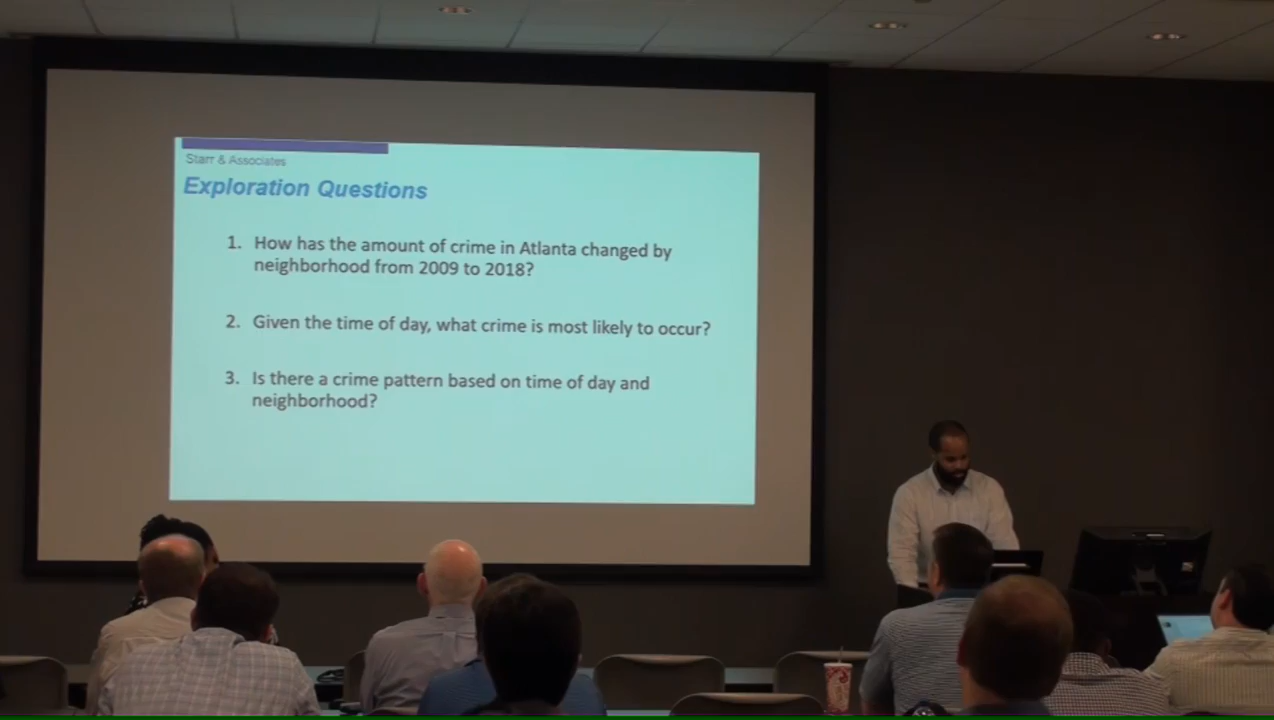 Starr & Associates
Exploration Questions
1. How has the amount of crime in Atlanta changed by
neighborhood from 2009 to 2018?
2. Given the time of day, what crime is most likely to occur?
3. Is there a crime pattern based on time of day and
neighborhood?